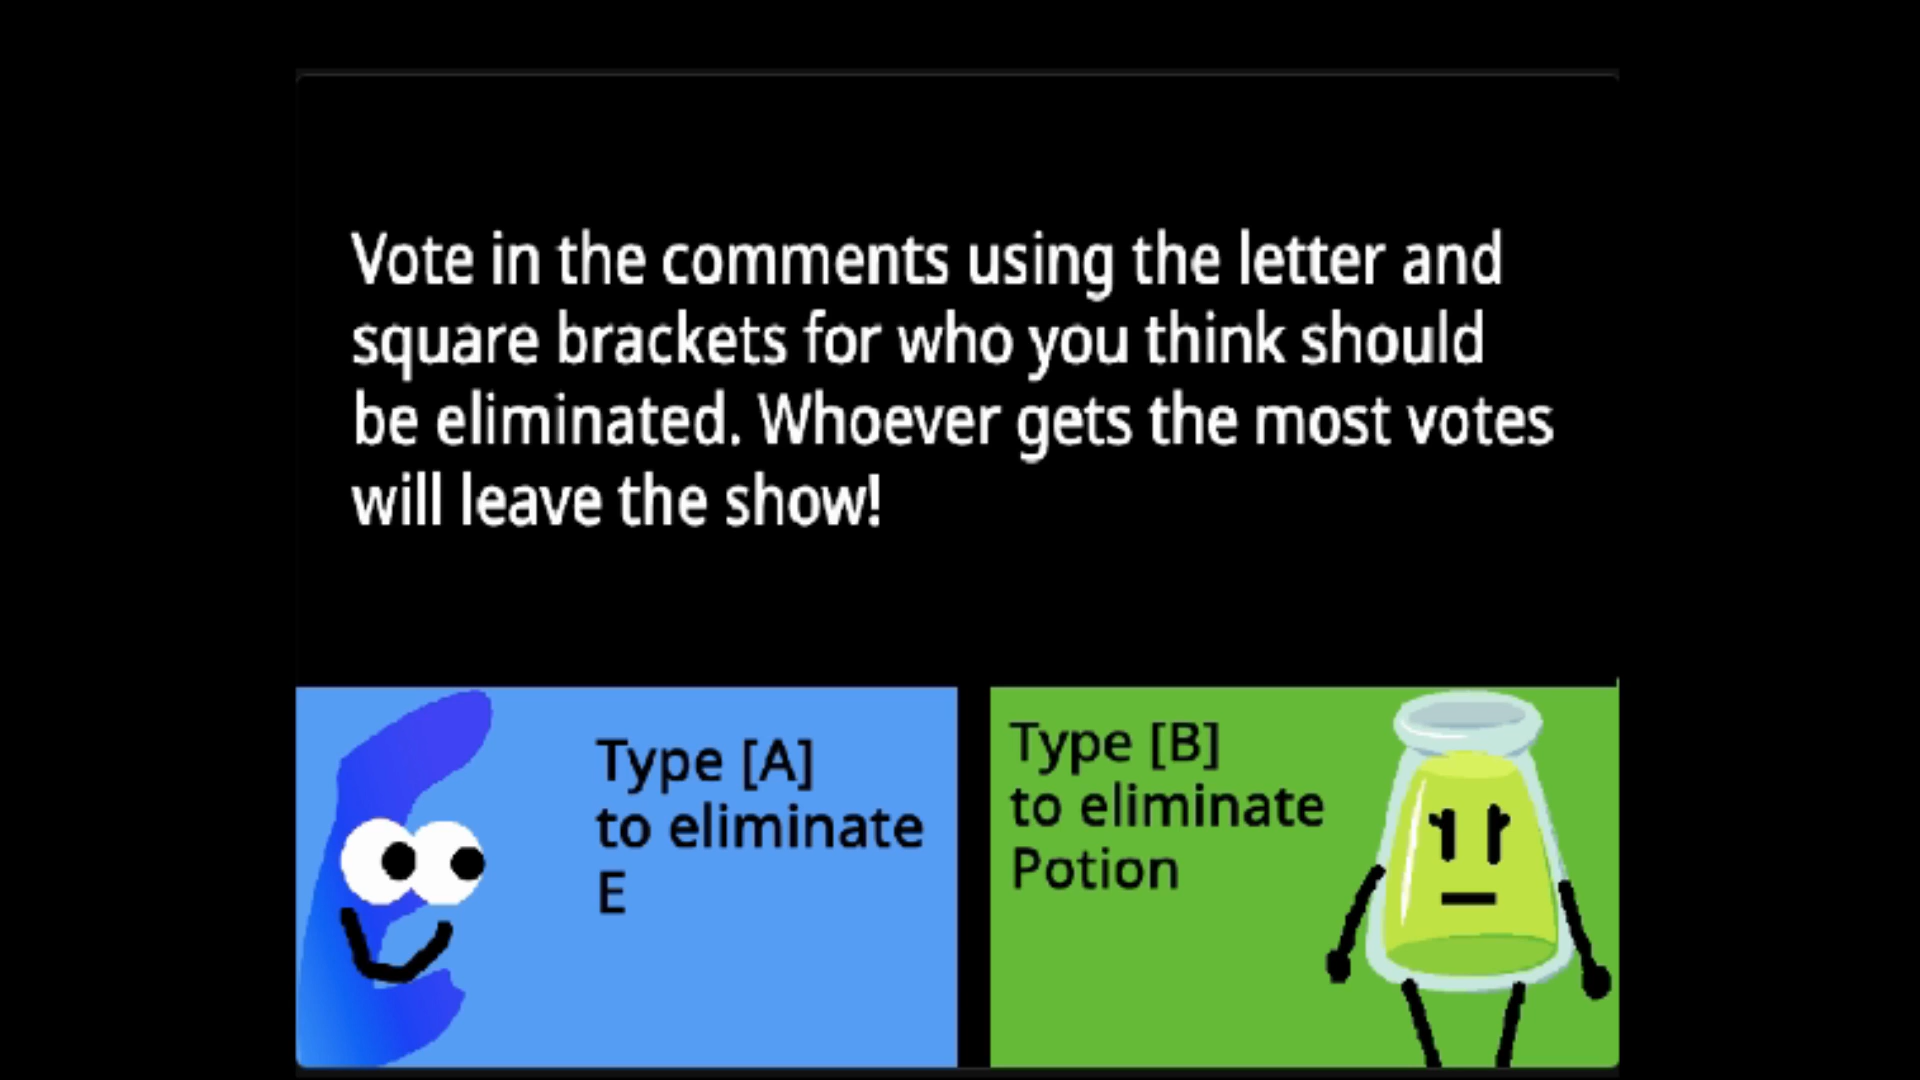 Vote in the comments using the letter and
square brackets for who you think should
be eliminated. Whoever gets the most votes
will leave the show!
Type [A]
to eliminate
E
Type [B]
to eliminate
Potion